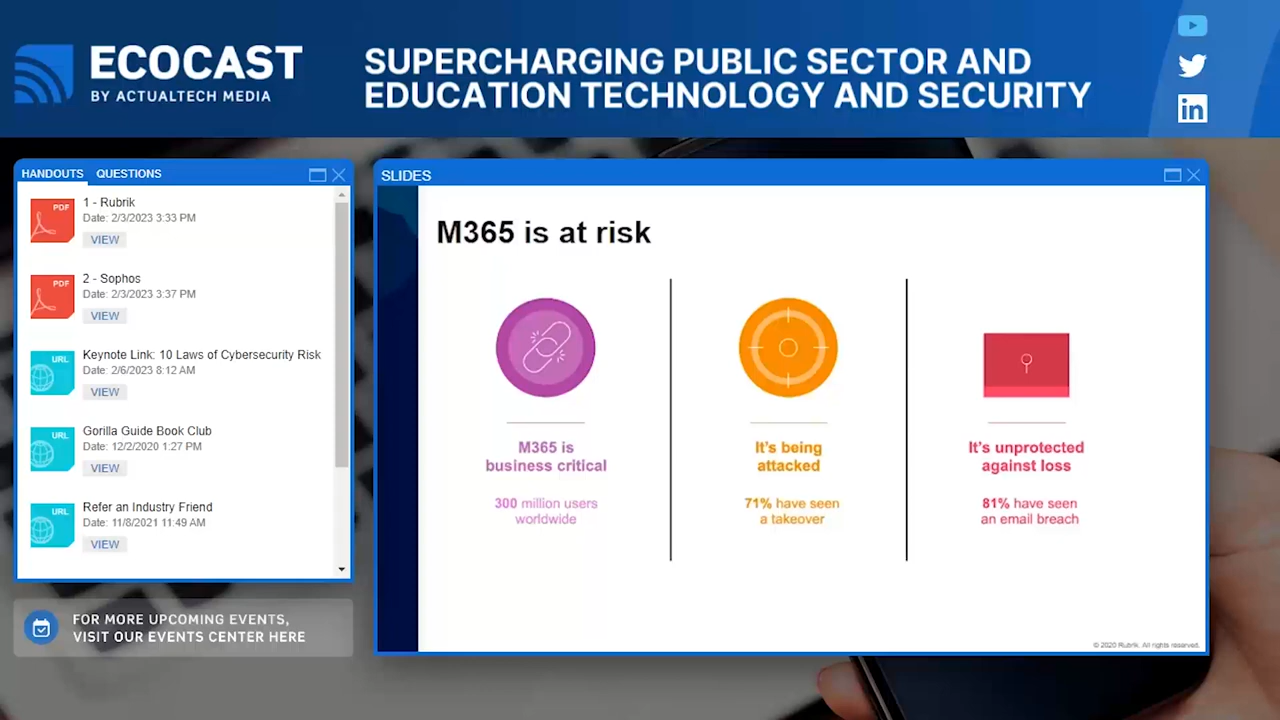 ECOCAST
BY ACTUALTECH MEDIA
SUPERCHARGING PUBLIC SECTOR AND
EDUCATION TECHNOLOGY AND SECURITY
in
HANDOUTS QUESTIONS
PDF
1 - Rubrik
Date: 2/3/2023 3:33 PM
VIEW
PDF
2 - Sophos
Date: 2/3/2023 3:37 PM
VIEW
URL
Keynote Link: 10 Laws of Cybersecurity Risk
Date: 2/6/2023 8:12 AM
VIEW
URL
Gorilla Guide Book Club
Date: 12/2/2020 1:27 PM
VIEW
URL
Refer an Industry Friend
Date: 11/8/2021 11:49 AM
VIEW
FOR MORE UPCOMING EVENTS,
VISIT OUR EVENTS CENTER HERE
SLIDES
M365 is at risk
M365 is
business critical
300 million users
worldwide
It's being
attacked
71% have seen
a takeover
It's unprotected
against loss
81% have seen
an email breach
© 2020 Rubrik. All rights reserved.